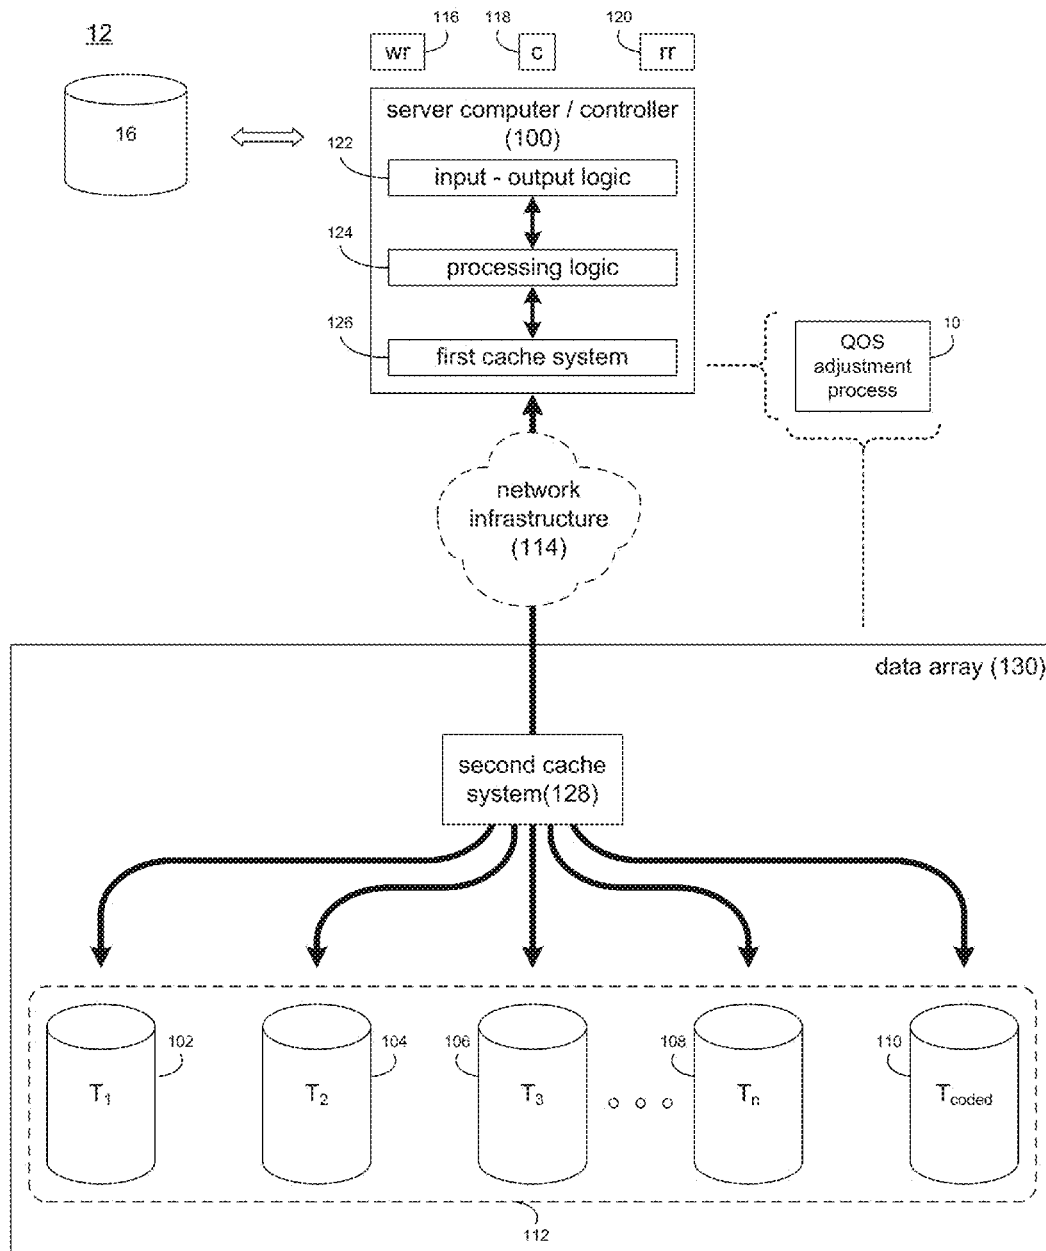 12
16
116
118
120
wr
c
rr
server computer / controller
(100)
122
input - output logic
124
processing logic
126
first cache system
10
QOS
adjustment
process
network
infrastructure
(114)
data array (130)
second cache
system(128)
102
104
106
108
110
T1
T2
T3
Tn
Tcoded
112